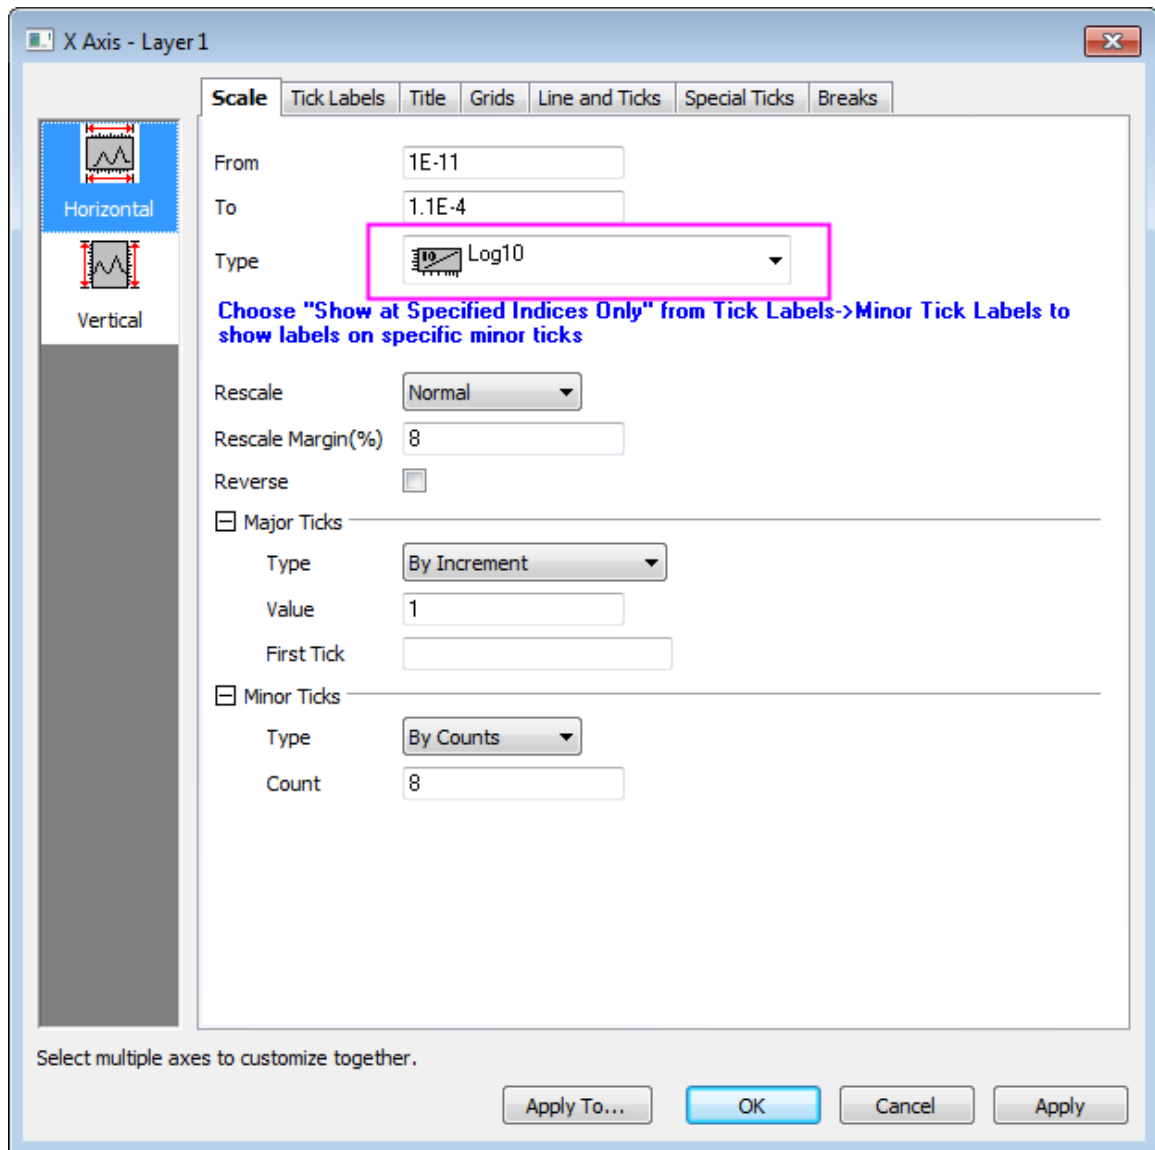 X Axis - Layer 1
Scale Tick Labels Title Grids Line and Ticks Special Ticks Breaks
Horizontal
Vertical
From 1E-11
To 1.1E-4
Type Log10
Choose "Show at Specified Indices Only" from Tick Labels->Minor Tick Labels to
show labels on specific minor ticks
Rescale Normal
Rescale Margin(%) 8
Reverse
Major Ticks
Type By Increment
Value 1
First Tick
Minor Ticks
Type By Counts
Count 8
Select multiple axes to customize together.
Apply To... OK Cancel Apply